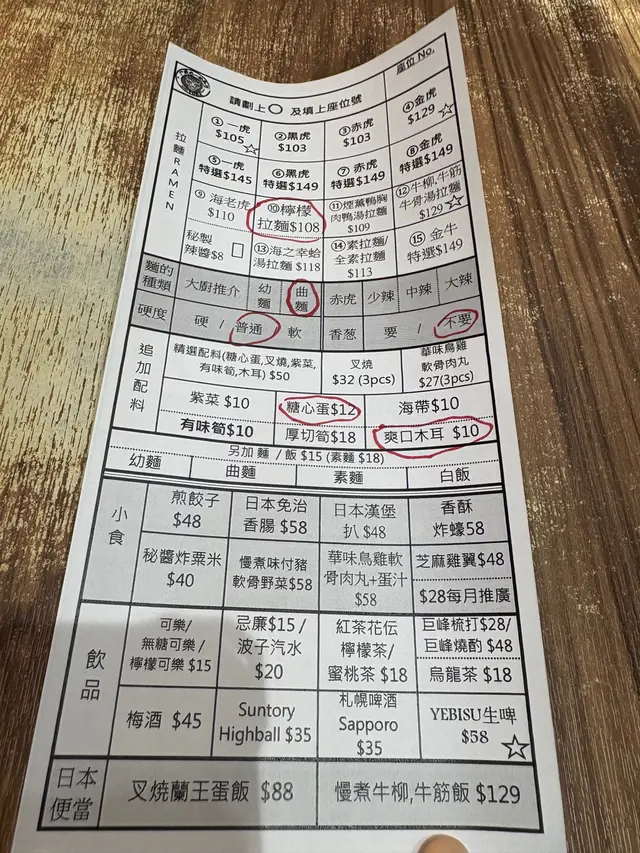 座位 No.
請劃上〇 及填上座位號
拉麵RAMEN
① 一虎
$105☆
② 黑虎
$103
③ 赤虎
$103
④ 金虎
$129☆
⑤ 一虎
特選$145
⑥ 黑虎
特選$149
⑦ 赤虎
特選$149
⑧ 金虎
特選$149
⑨ 海老虎
$110
⑩ 檸檬
拉麵$108
⑪煙薰鴨胸
肉鴨湯拉麵
$109
⑫ 牛柳,牛筋
牛骨湯拉麵
$129☆
秘製
辣醬$8
⑬ 海之幸蛤
湯拉麵 $118
⑭ 素拉麵/
全素拉麵
$113
⑮ 金牛
特選$149
麵的
種類
大廚推介
幼
麵
曲
麵
赤虎
少辣
中辣
大辣
硬度
硬 / 普通 / 軟
香葱
要 / 不要
追加配料
精選配料(糖心蛋,叉燒,紫菜,
有味筍,木耳) $50
叉燒
$32 (3pcs)
華味鳥雞
軟骨肉丸
$27(3pcs)
紫菜 $10
糖心蛋$12
海帶$10
有味筍$10
厚切筍$18
爽口木耳 $10
另加 麵 / 飯 $15 (素麵 $18)
幼麵
曲麵
素麵
白飯
小食
煎餃子
$48
日本免治
香腸 $58
日本漢堡
扒 $48
香酥
炸蠔58
秘醬炸粟米
$40
慢煮味付豬
軟骨野菜$58
華味鳥雞軟
骨肉丸+蛋汁
$58
芝麻雞翼$48
$28每月推廣
飲品
可樂/
無糖可樂/
檸檬可樂 $15
忌廉$15 /
波子汽水
$20
紅茶花伝
檸檬茶/
蜜桃茶 $18
巨峰梳打$28/
巨峰燒酌 $48
烏龍茶 $18
梅酒 $45
Suntory
Highball $35
札幌啤酒
Sapporo
$35
YEBISU生啤
$58 ☆
日本
便當
叉燒蘭王蛋飯 $88
慢煮牛柳,牛筋飯 $129